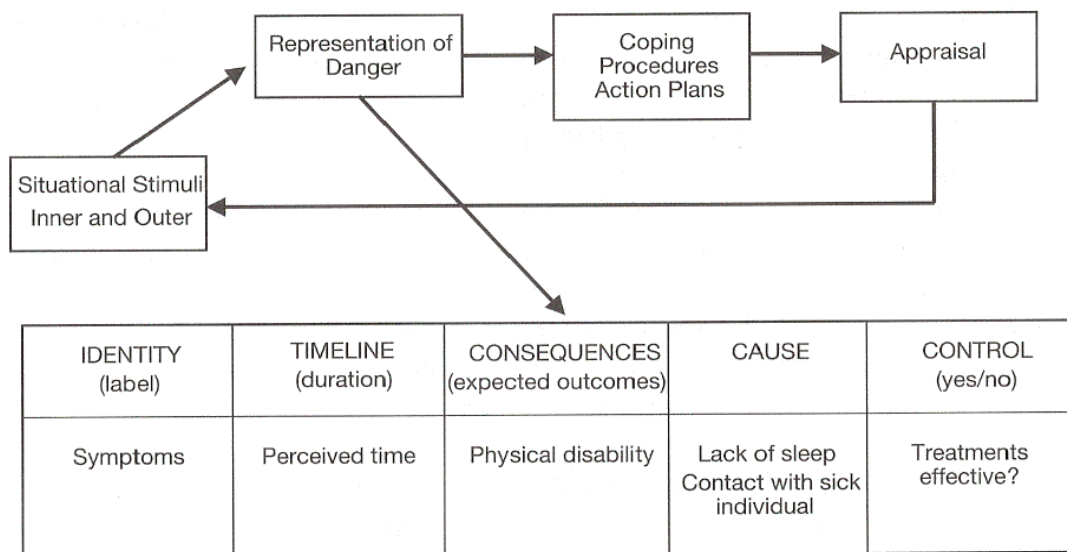 Representation of
Danger
Coping
Procedures
Action Plans
Appraisal
Situational Stimuli
Inner and Outer
IDENTITY
(label)
TIMELINE
(duration)
CONSEQUENCES
(expected outcomes)
CAUSE
CONTROL
(yes/no)
Symptoms
Perceived time
Physical disability
Lack of sleep
Contact with sick
individual
Treatments
effective?